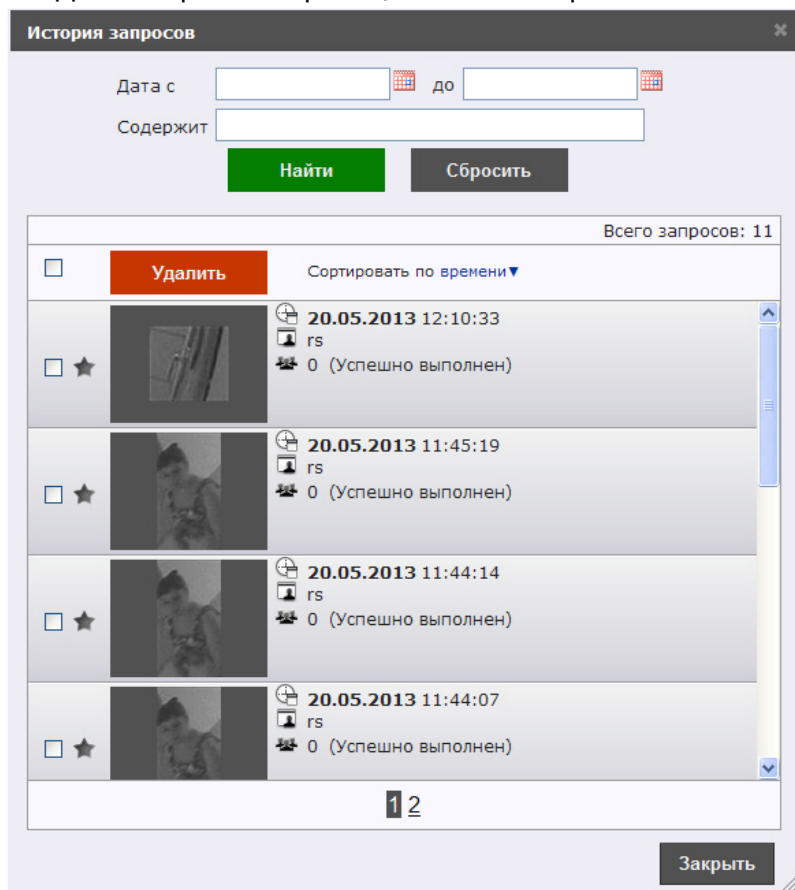 История запросов
Дата с до
Содержит
Найти Сбросить
Всего запросов: 11
Удалить Сортировать по времени▼
20.05.2013 12:10:33
rs
0 (Успешно выполнен)
20.05.2013 11:45:19
rs
0 (Успешно выполнен)
20.05.2013 11:44:14
rs
0 (Успешно выполнен)
20.05.2013 11:44:07
rs
0 (Успешно выполнен)
1 2
Закрыть